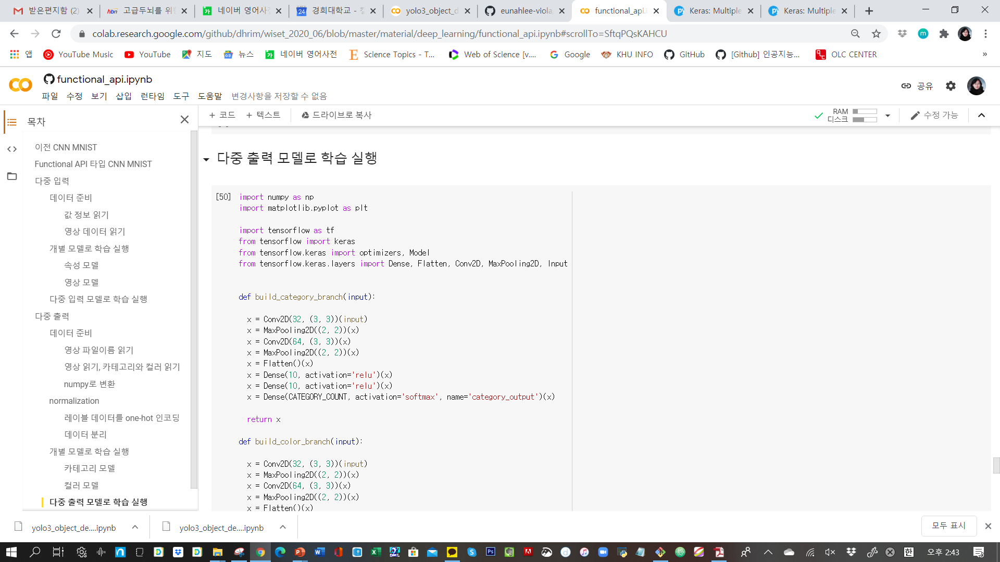 받은편지함 (2)
고급두뇌를 위한
네이버 영어사전
경희대학교 - 캘
yolo3_object_d
eunahlee-viola
functional_api.i
Keras: Multiple
Keras: Multiple
colab.research.google.com/github/dhrim/wiset_2020_06/blob/master/material/deep_learning/functional_api.ipynb#scrollTo=SftqPQsKAHCU
앱
YouTube Music
YouTube
지도
뉴스
네이버 영어사전
Science Topics - T...
Web of Science [v....
Google
KHU INFO
GitHub
[Github] 인공지능...
OLC CENTER
»
functional_api.ipynb
파일 수정 보기 삽입 런타임 도구 도움말 변경사항을 저장할 수 없음
공유
+ 코드 + 텍스트 드라이브로 복사
RAM
디스크
수정 가능
목차
이전 CNN MNIST
Functional API 타입 CNN MNIST
다중 입력
데이터 준비
값 정보 읽기
영상 데이터 읽기
개별 모델로 학습 실행
속성 모델
영상 모델
다중 입력 모델로 학습 실행
다중 출력
데이터 준비
영상 파일이름 읽기
영상 읽기, 카테고리와 컬러 읽기
numpy로 변환
normalization
레이블 데이터를 one-hot 인코딩
데이터 분리
개별 모델로 학습 실행
카테고리 모델
컬러 모델
다중 출력 모델로 학습 실행
다중 출력 모델로 학습 실행
[50] import numpy as np
import matplotlib.pyplot as plt
import tensorflow as tf
from tensorflow import keras
from tensorflow.keras import optimizers, Model
from tensorflow.keras.layers import Dense, Flatten, Conv2D, MaxPooling2D, Input
def build_category_branch(input):
x = Conv2D(32, (3, 3))(input)
x = MaxPooling2D((2, 2))(x)
x = Conv2D(64, (3, 3))(x)
x = MaxPooling2D((2, 2))(x)
x = Flatten()(x)
x = Dense(10, activation='relu')(x)
x = Dense(10, activation='relu')(x)
x = Dense(CATEGORY_COUNT, activation='softmax', name='category_output')(x)
return x
def build_color_branch(input):
x = Conv2D(32, (3, 3))(input)
x = MaxPooling2D((2, 2))(x)
x = Conv2D(64, (3, 3))(x)
x = MaxPooling2D((2, 2))(x)
x = Flatten()(x)
yolo3_object_de....ipynb
yolo3_object_de....ipynb
모두 표시
한
오후 2:43